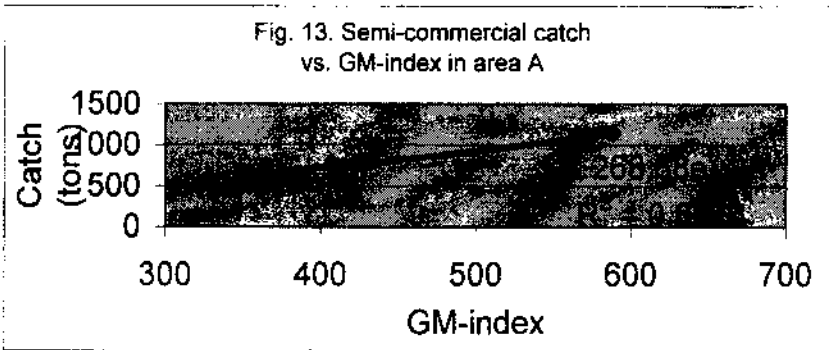 Fig. 13. Semi-commercial catch
vs. GM-index in area A
Catch
(tons)
1500
1000
500
0
300 400 500 600 700
GM-index